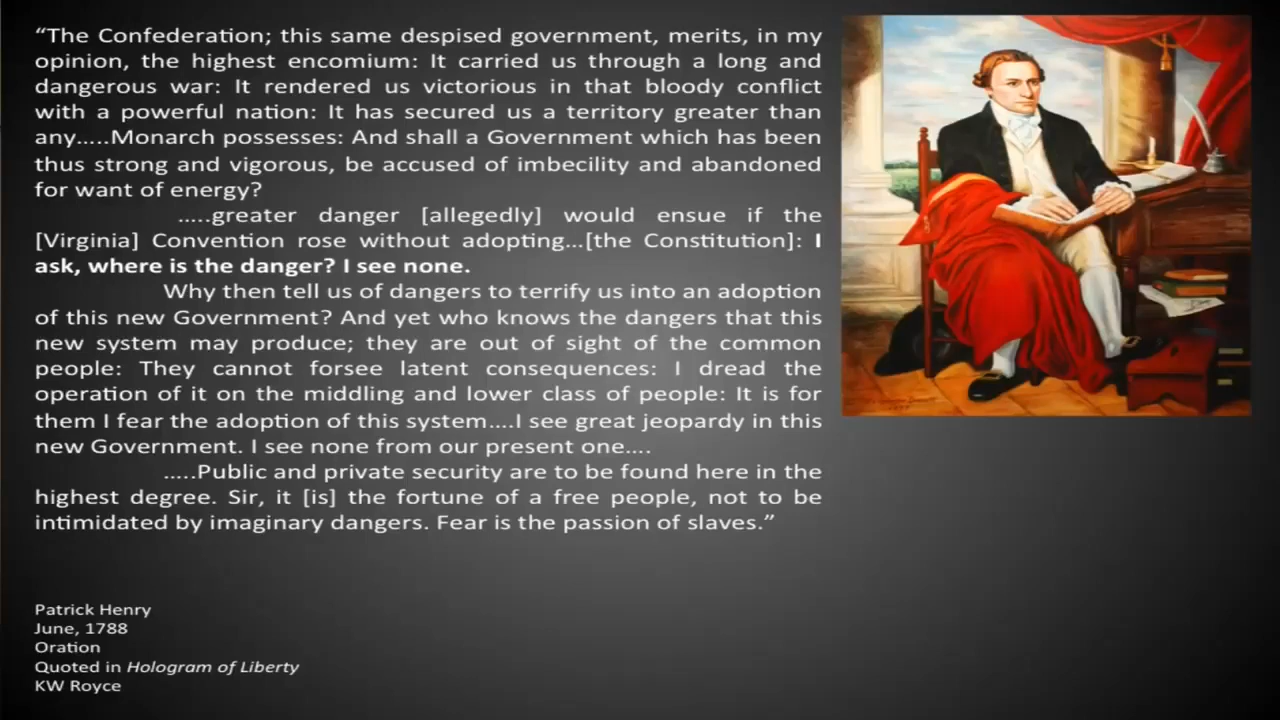 “The Confederation; this same despised government, merits, in my
opinion, the highest encomium: It carried us through a long and
dangerous war: It rendered us victorious in that bloody conflict
with a powerful nation: It has secured us a territory greater than
any.....Monarch possesses: And shall a Government which has been
thus strong and vigorous, be accused of imbecility and abandoned
for want of energy?
.....greater danger [allegedly] would ensue if the
[Virginia] Convention rose without adopting...[the Constitution]: I
ask, where is the danger? I see none.
Why then tell us of dangers to terrify us into an adoption
of this new Government? And yet who knows the dangers that this
new system may produce; they are out of sight of the common
people: They cannot forsee latent consequences: I dread the
operation of it on the middling and lower class of people: It is for
them I fear the adoption of this system....I see great jeopardy in this
new Government. I see none from our present one....
.....Public and private security are to be found here in the
highest degree. Sir, it [is] the fortune of a free people, not to be
intimidated by imaginary dangers. Fear is the passion of slaves.”
Patrick Henry
June, 1788
Oration
Quoted in Hologram of Liberty
KW Royce